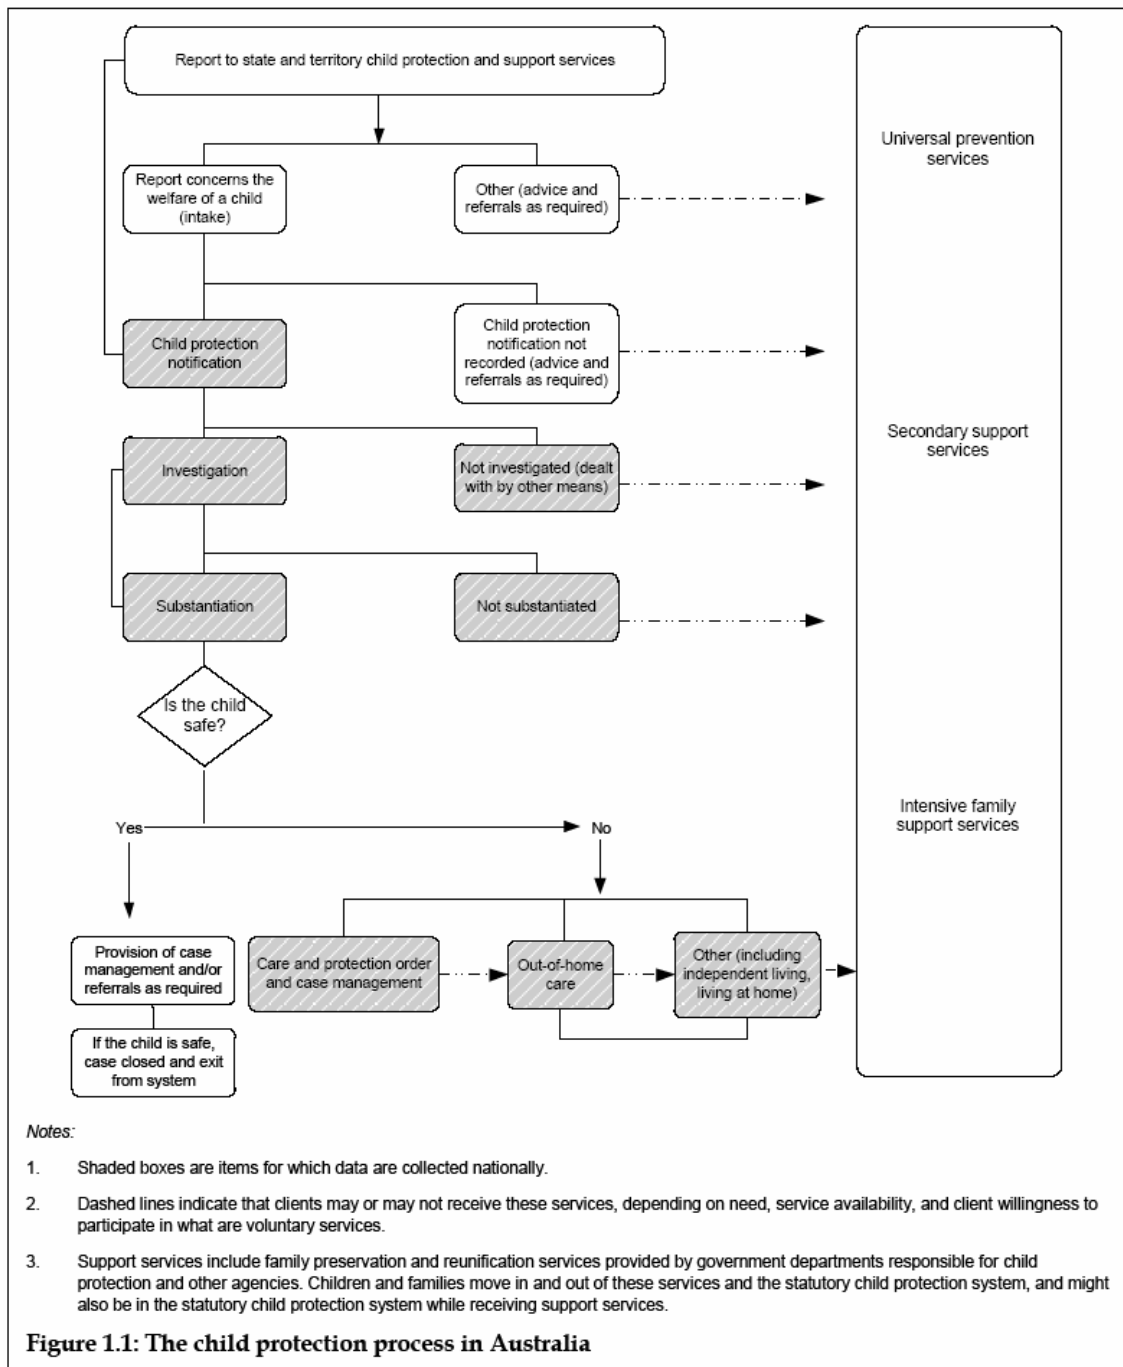 Report to state and territory child protection and support services
Universal prevention
services
Report concerns the
welfare of a child
(intake)
Other (advice and
referrals as required)
Child protection
notification
Child protection
notification not
recorded (advice and
referrals as required)
Secondary support
services
Investigation
Not investigated (dealt
with by other means)
Substantiation
Not substantiated
Is the child
safe?
Intensive family
support services
Yes
No
Provision of case
management and/or
referrals as required
Care and protection order
and case management
Out-of-home
care
Other (including
independent living,
living at home)
If the child is safe,
case closed and exit
from system
Notes:
1. Shaded boxes are items for which data are collected nationally.
2. Dashed lines indicate that clients may or may not receive these services, depending on need, service availability, and client willingness to
participate in what are voluntary services.
3. Support services include family preservation and reunification services provided by government departments responsible for child
protection and other agencies. Children and families move in and out of these services and the statutory child protection system, and might
also be in the statutory child protection system while receiving support services.
Figure 1.1: The child protection process in Australia